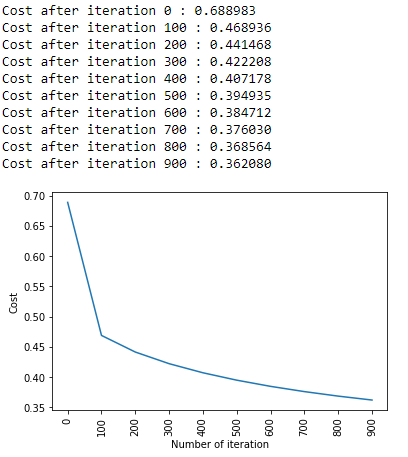 Cost after iteration 0 : 0.688983
Cost after iteration 100 : 0.468936
Cost after iteration 200 : 0.441468
Cost after iteration 300 : 0.422208
Cost after iteration 400 : 0.407178
Cost after iteration 500 : 0.394935
Cost after iteration 600 : 0.384712
Cost after iteration 700 : 0.376030
Cost after iteration 800 : 0.368564
Cost after iteration 900 : 0.362080
0.70
0.65
0.60
0.55
0.50
0.45
0.40
0.35
Cost
0 100 200 300 400 500 600 700 800 900
Number of iteration